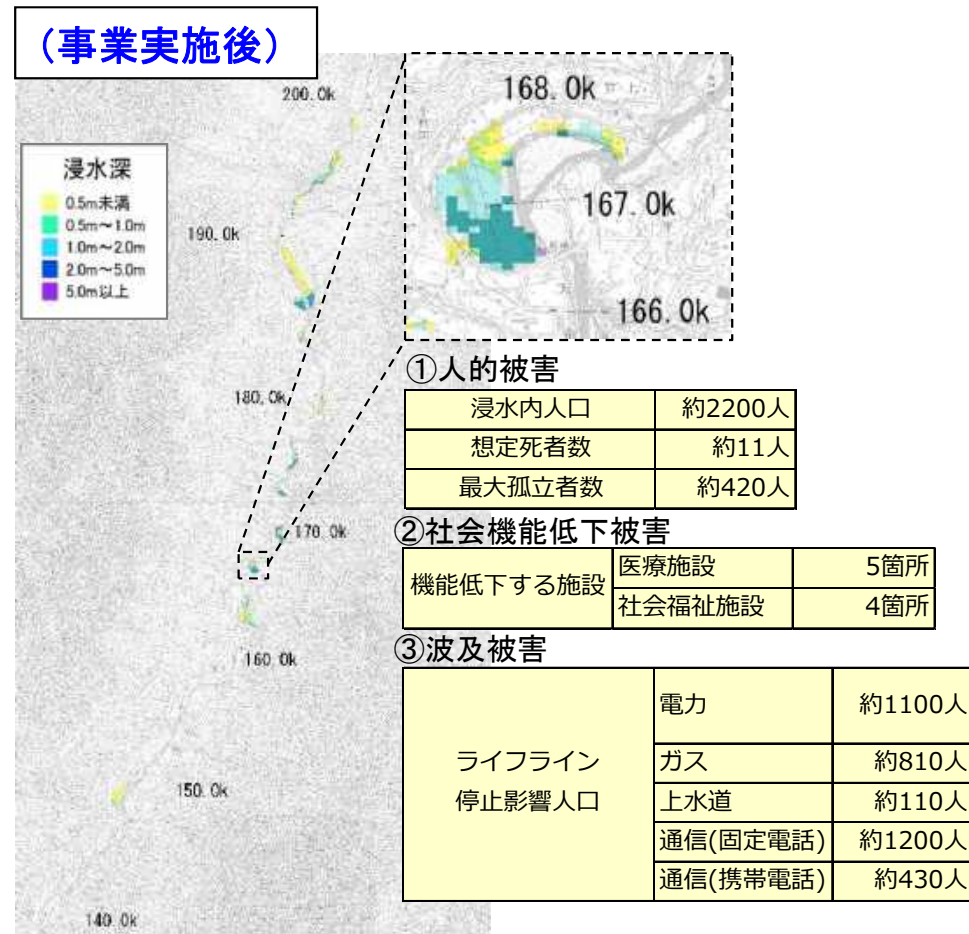 （事業実施後）
200.0k
浸水深
0.5m未満
0.5m～1.0m
1.0m～2.0m
2.0m～5.0m
5.0m以上
190.0k
180.0k
170.0k
160.0k
150.0k
140.0k
168.0k
167.0k
166.0k
①人的被害
浸水内人口 約2200人
想定死者数 約11人
最大孤立者数 約420人
②社会機能低下被害
機能低下する施設 医療施設 5箇所
社会福祉施設 4箇所
③波及被害
ライフライン
停止影響人口
電力 約1100人
ガス 約810人
上水道 約110人
通信(固定電話) 約1200人
通信(携帯電話) 約430人